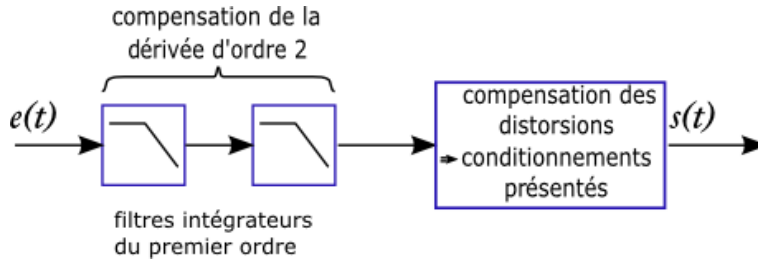 compensation de la
dérivée d'ordre 2
e(t)
compensation des
distorsions
➾ conditionnements
présentés
s(t)
filtres intégrateurs
du premier ordre